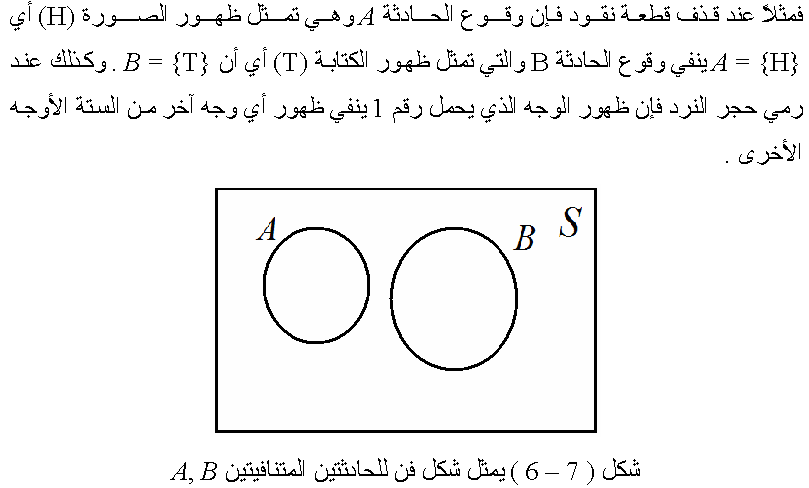 فمثلاً عند قذف قطعة نقود فإن وقوع الحادثة A وهي تمثل ظهور الصورة (H) أي
A = {H} ينفي وقوع الحادثة B والتي تمثل ظهور الكتابة (T) أي أن B = {T} . وكذلك عند
رمي حجر النرد فإن ظهور الوجه الذي يحمل رقم 1 ينفي ظهور أي وجه آخر من الستة الأوجه
الأخرى .
A
B
S
شكل ( 7 – 6 ) يمثل شكل فن للحادثتين المتنافيتين A, B